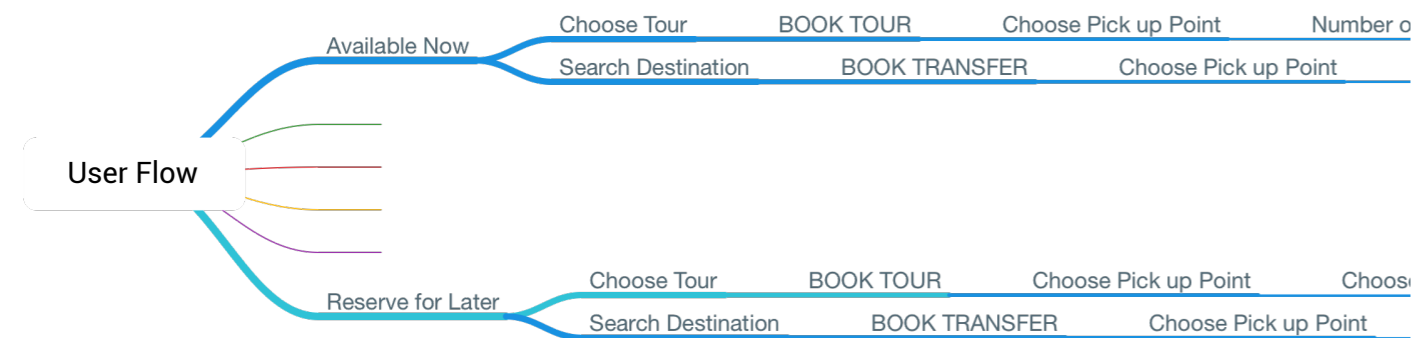 Choose Tour BOOK TOUR Choose Pick up Point Number o
Available Now
Search Destination BOOK TRANSFER Choose Pick up Point
User Flow
Choose Tour BOOK TOUR Choose Pick up Point Choose
Reserve for Later
Search Destination BOOK TRANSFER Choose Pick up Point